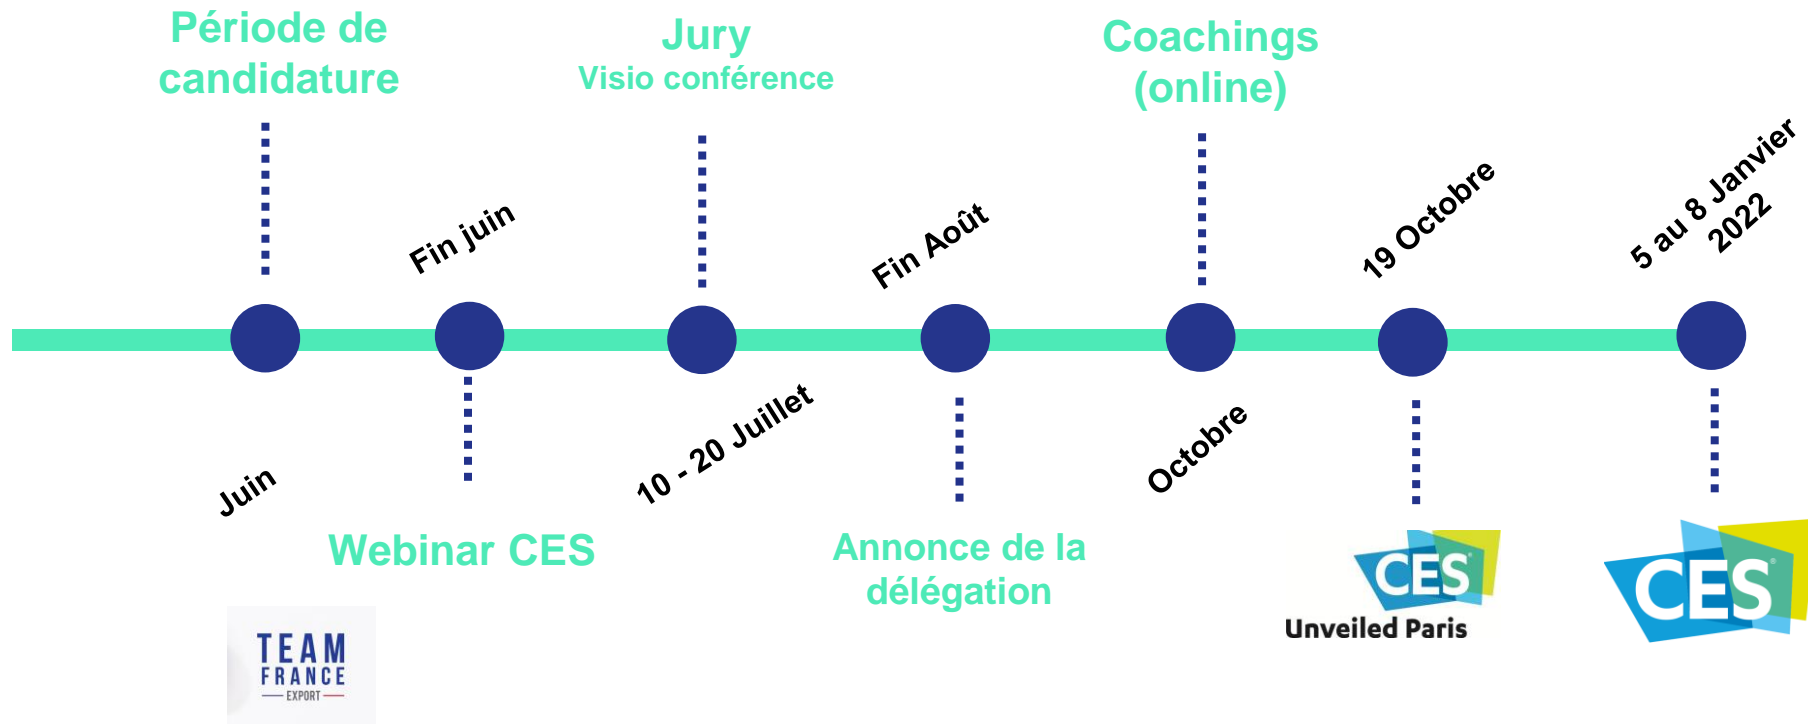 Période de
candidature
Jury
Visio conférence
Coachings
(online)
Fin juin
Fin Août
19 Octobre
5 au 8 Janvier
2022
Juin
10 - 20 Juillet
Octobre
Webinar CES
Annonce de la
délégation
CES®
Unveiled Paris
CES®
TEAM
FRANCE
EXPORT